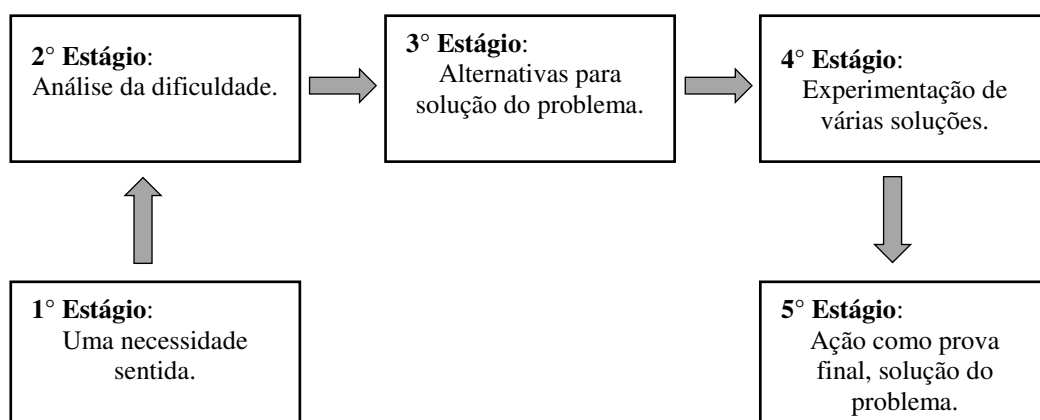 1° Estágio:
Uma necessidade
sentida.
2° Estágio:
Análise da dificuldade.
3° Estágio:
Alternativas para
solução do problema.
4° Estágio:
Experimentação de
várias soluções.
5° Estágio:
Ação como prova
final, solução do
problema.